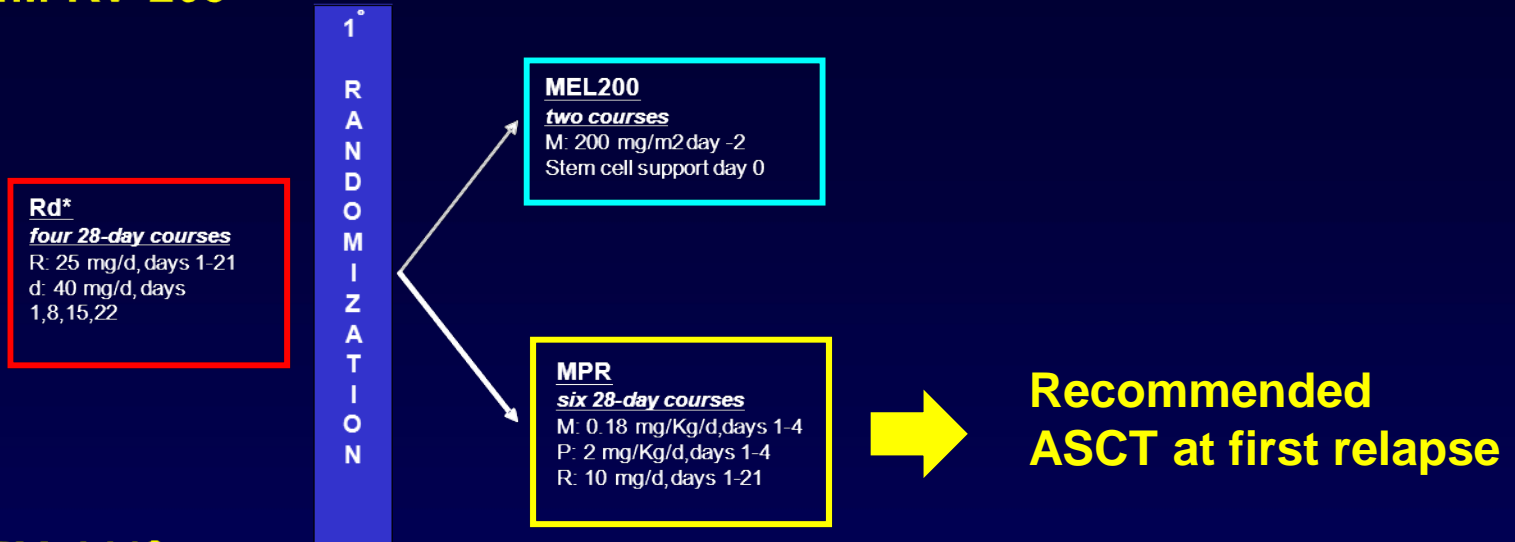 Rd*
four 28-day courses
R: 25 mg/d, days 1-21
d: 40 mg/d, days
1,8,15,22
1°
R
A
N
D
O
M
I
Z
A
T
I
O
N
MEL200
two courses
M: 200 mg/m2 day -2
Stem cell support day 0
MPR
six 28-day courses
M: 0.18 mg/Kg/d,days 1-4
P: 2 mg/Kg/d,days 1-4
R: 10 mg/d,days 1-21
Recommended
ASCT at first relapse